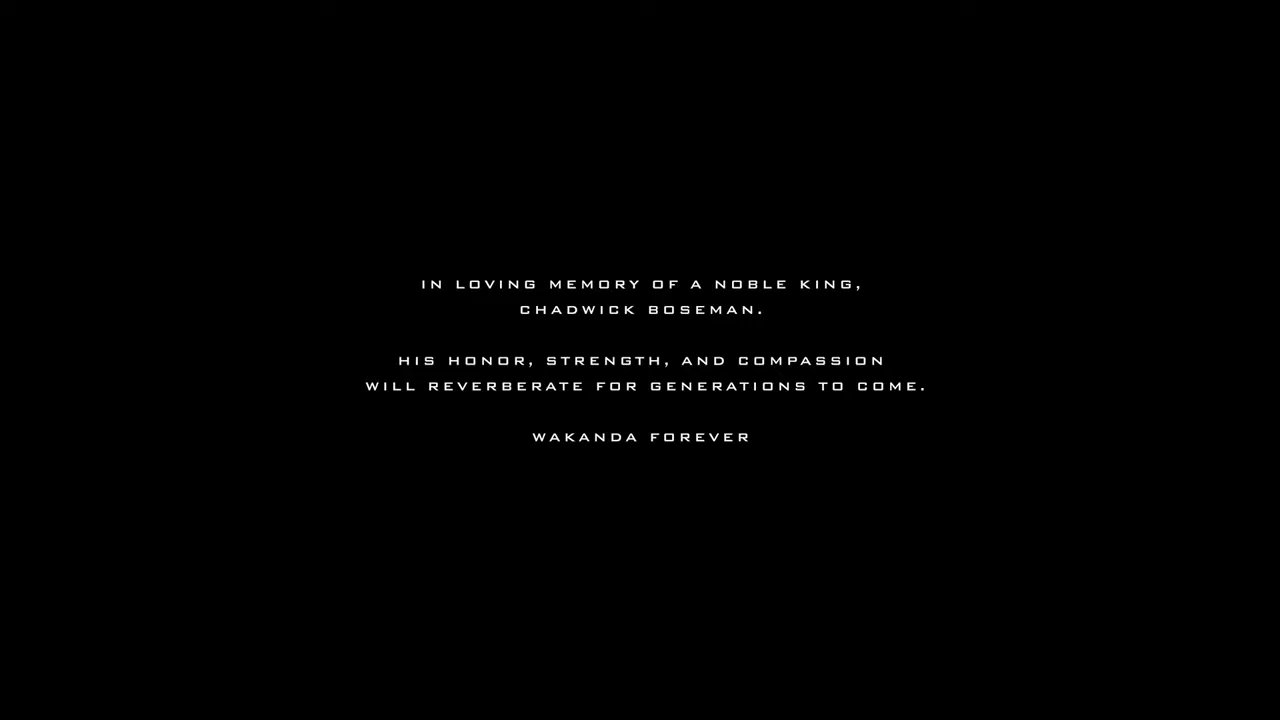 IN LOVING MEMORY OF A NOBLE KING,
CHADWICK BOSEMAN.
HIS HONOR, STRENGTH, AND COMPASSION
WILL REVERBERATE FOR GENERATIONS TO COME.
WAKANDA FOREVER